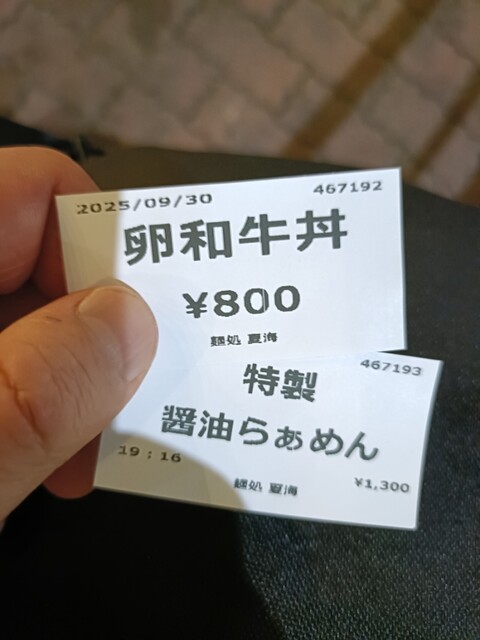 2025/09/30 467192
卵和牛丼
¥800
麺処 夏海
467193
特製
醤油らぁめん
19:16
麺処 夏海 ¥1,300